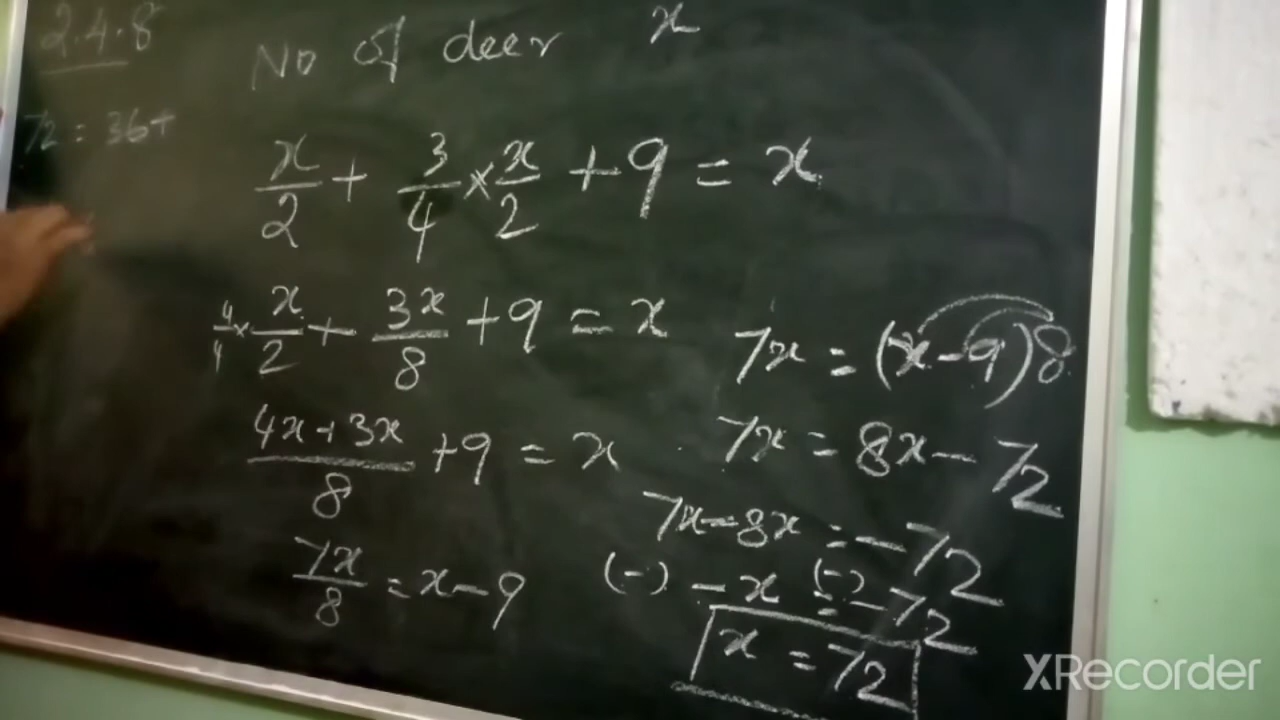 2.4.8
No of deer x
72 = 36+
x/2 + 3/4 × x/2 + 9 = x
4/4 × x/2 + 3x/8 + 9 = x
4x+3x/8 + 9 = x
7x/8 = x - 9
7x = (x - 9)8
7x = 8x - 72
7x - 8x = - 72
(-) - x (-) = - 72
x = 72
XRecorder